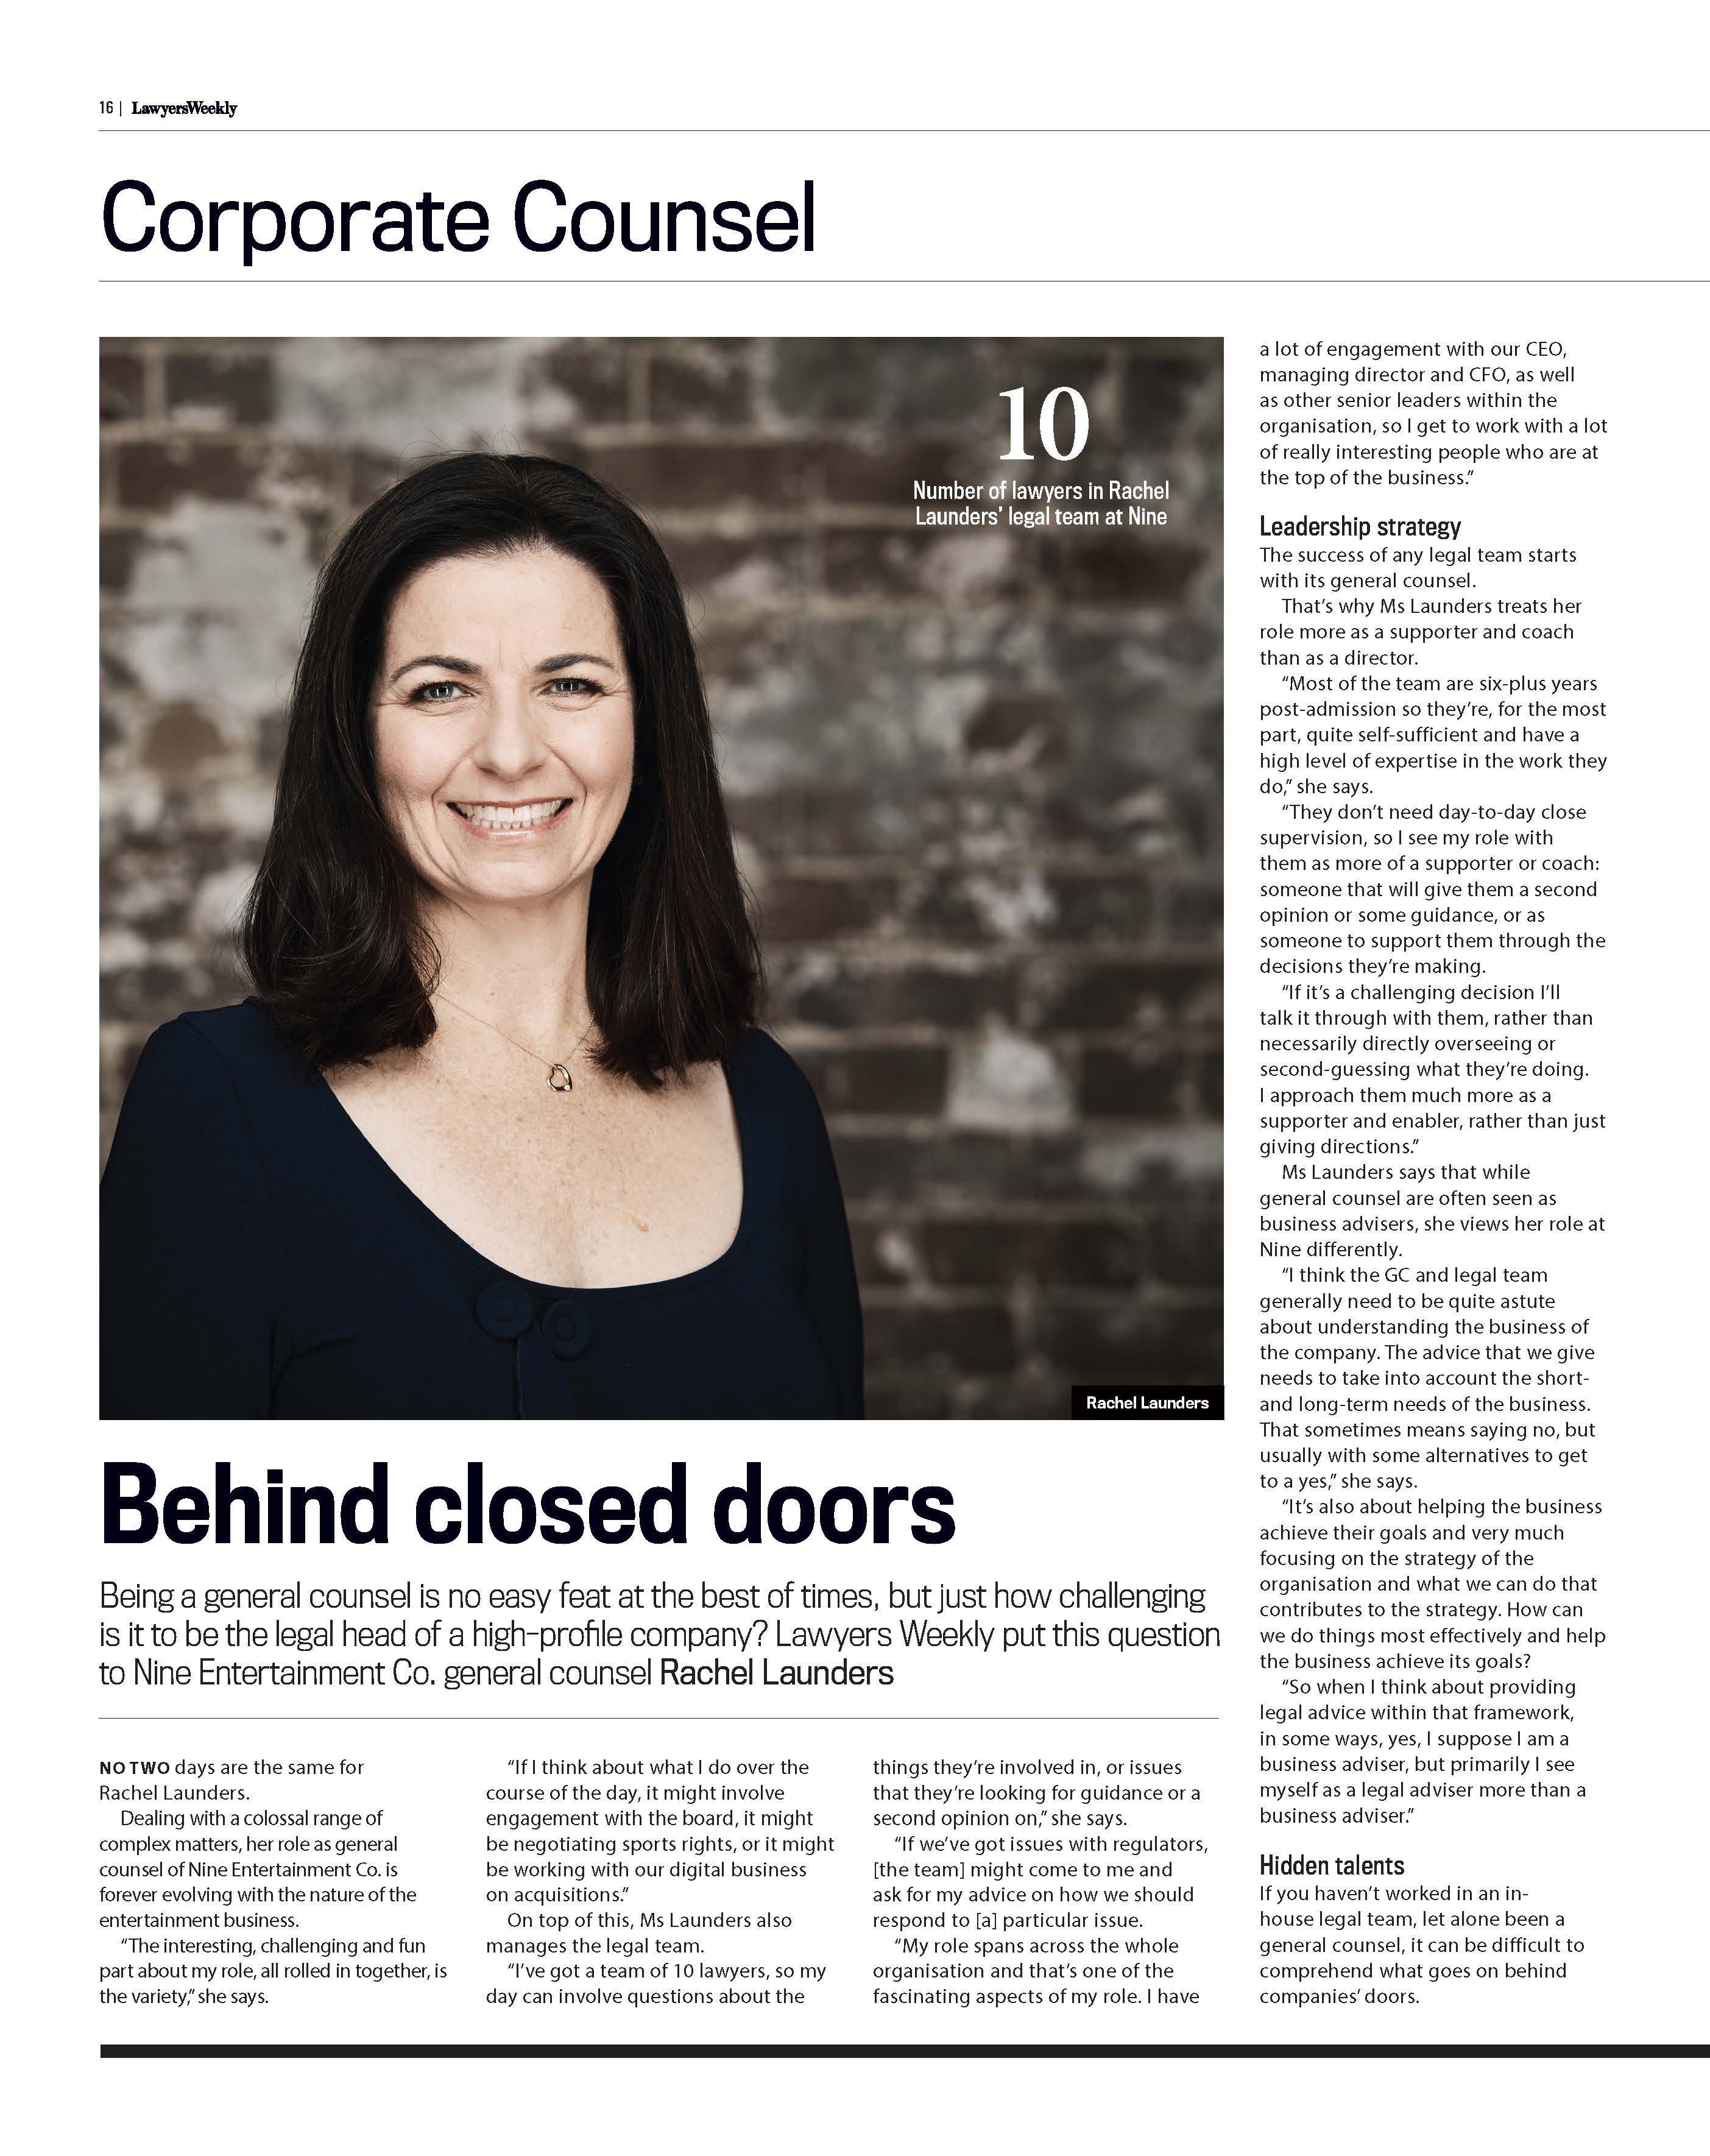 16 | LawyersWeekly
Corporate Counsel
10
Number of lawyers in Rachel
Launders’ legal team at Nine
Rachel Launders
Behind closed doors
Being a general counsel is no easy feat at the best of times, but just how challenging
is it to be the legal head of a high-profile company? Lawyers Weekly put this question
to Nine Entertainment Co. general counsel Rachel Launders
NO TWO days are the same for
Rachel Launders.
Dealing with a colossal range of
complex matters, her role as general
counsel of Nine Entertainment Co. is
forever evolving with the nature of the
entertainment business.
“The interesting, challenging and fun
part about my role, all rolled in together, is
the variety,” she says.
“If I think about what I do over the
course of the day, it might involve
engagement with the board, it might
be negotiating sports rights, or it might
be working with our digital business
on acquisitions.”
On top of this, Ms Launders also
manages the legal team.
“I’ve got a team of 10 lawyers, so my
day can involve questions about the
things they’re involved in, or issues
that they’re looking for guidance or a
second opinion on,” she says.
“If we’ve got issues with regulators,
[the team] might come to me and
ask for my advice on how we should
respond to [a] particular issue.
“My role spans across the whole
organisation and that’s one of the
fascinating aspects of my role. I have
a lot of engagement with our CEO,
managing director and CFO, as well
as other senior leaders within the
organisation, so I get to work with a lot
of really interesting people who are at
the top of the business.”
Leadership strategy
The success of any legal team starts
with its general counsel.
That’s why Ms Launders treats her
role more as a supporter and coach
than as a director.
“Most of the team are six-plus years
post-admission so they’re, for the most
part, quite self-sufficient and have a
high level of expertise in the work they
do,” she says.
“They don’t need day-to-day close
supervision, so I see my role with
them as more of a supporter or coach:
someone that will give them a second
opinion or some guidance, or as
someone to support them through the
decisions they’re making.
“If it’s a challenging decision I’ll
talk it through with them, rather than
necessarily directly overseeing or
second-guessing what they’re doing.
I approach them much more as a
supporter and enabler, rather than just
giving directions.”
Ms Launders says that while
general counsel are often seen as
business advisers, she views her role at
Nine differently.
“I think the GC and legal team
generally need to be quite astute
about understanding the business of
the company. The advice that we give
needs to take into account the short-
and long-term needs of the business.
That sometimes means saying no, but
usually with some alternatives to get
to a yes,” she says.
“It’s also about helping the business
achieve their goals and very much
focusing on the strategy of the
organisation and what we can do that
contributes to the strategy. How can
we do things most effectively and help
the business achieve its goals?
“So when I think about providing
legal advice within that framework,
in some ways, yes, I suppose I am a
business adviser, but primarily I see
myself as a legal adviser more than a
business adviser.”
Hidden talents
If you haven’t worked in an in-
house legal team, let alone been a
general counsel, it can be difficult to
comprehend what goes on behind
companies’ doors.